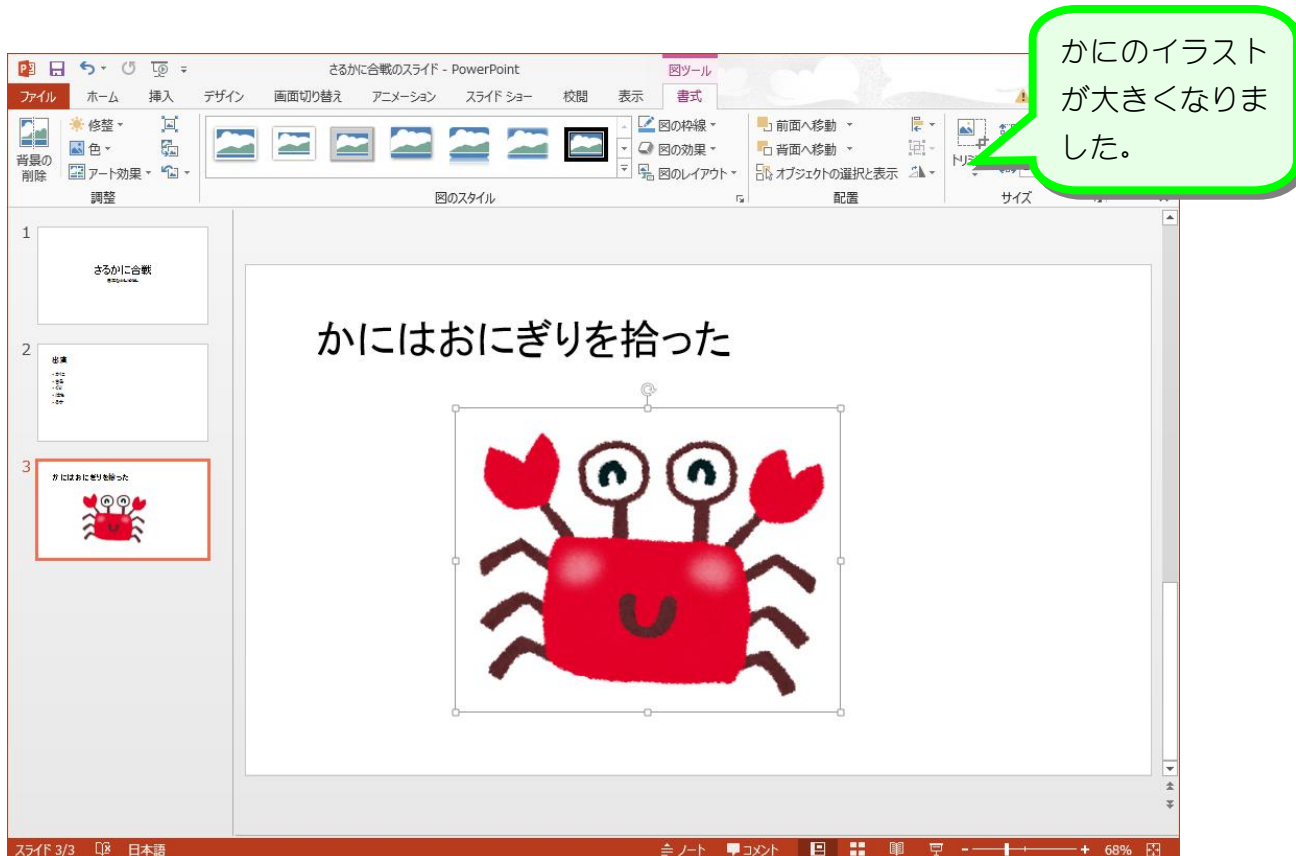 かにのイラスト
が大きくなりま
した。
さるかに合戦のスライド - PowerPoint
図ツール
ファイル ホーム 挿入 デザイン 画面切り替え アニメーション スライド ショー 校閲 表示 書式
背景の
削除
修整
色
アート効果
調整
図のスタイル
図の枠線
図の効果
図のレイアウト
前面へ移動
背面へ移動
オブジェクトの選択と表示
配置
サイズ
1
さるかに合戦
2
出演
3
かにはおにぎりを拾った
かにはおにぎりを拾った
スライド 3/3 日本語 ノート コメント 68%